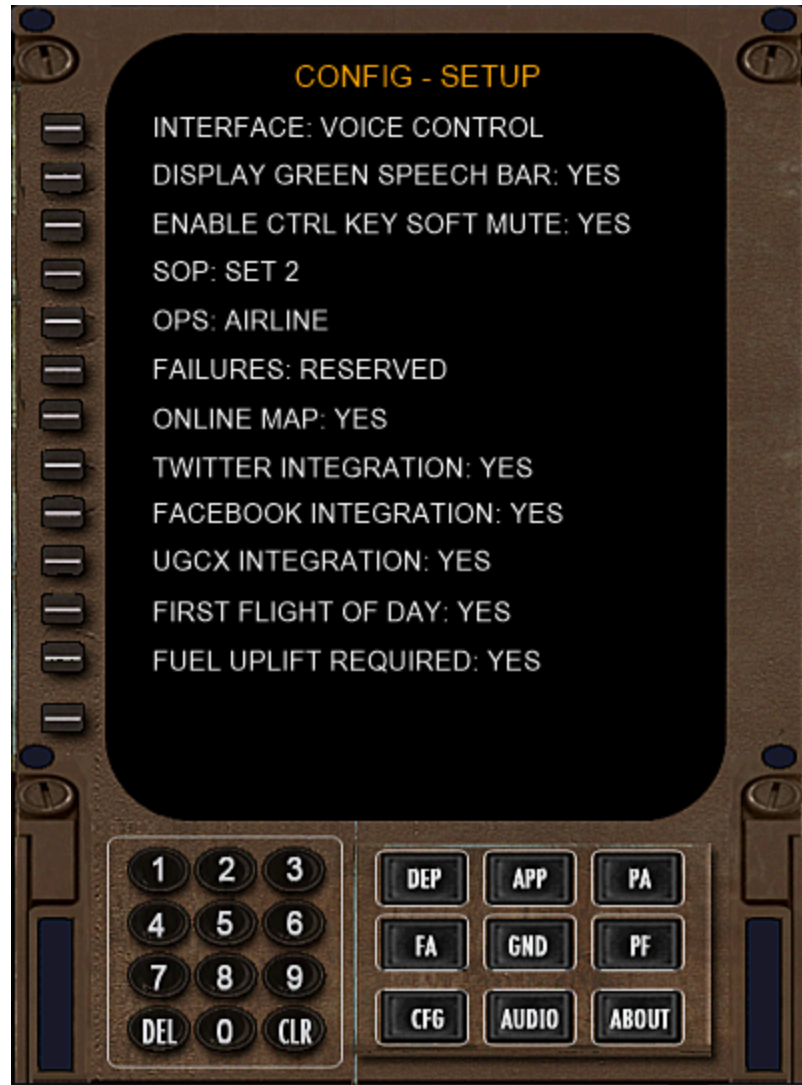 CONFIG - SETUP
INTERFACE: VOICE CONTROL
DISPLAY GREEN SPEECH BAR: YES
ENABLE CTRL KEY SOFT MUTE: YES
SOP: SET 2
OPS: AIRLINE
FAILURES: RESERVED
ONLINE MAP: YES
TWITTER INTEGRATION: YES
FACEBOOK INTEGRATION: YES
UGCX INTEGRATION: YES
FIRST FLIGHT OF DAY: YES
FUEL UPLIFT REQUIRED: YES
1 2 3
4 5 6
7 8 9
DEL 0 CLR
DEP APP PA
FA GND PF
CFG AUDIO ABOUT